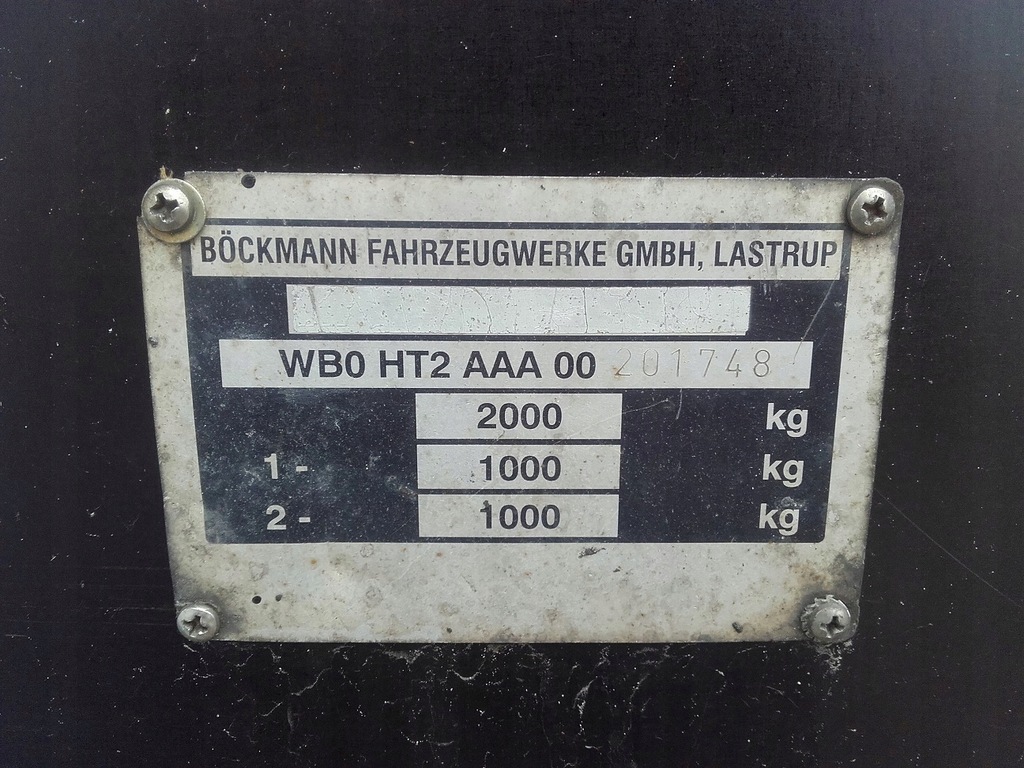 BÖCKMANN FAHRZEUGWERKE GMBH, LASTRUP
WB0 HT2 AAA 00 201748
2000 kg
1 - 1000 kg
2 - 1000 kg